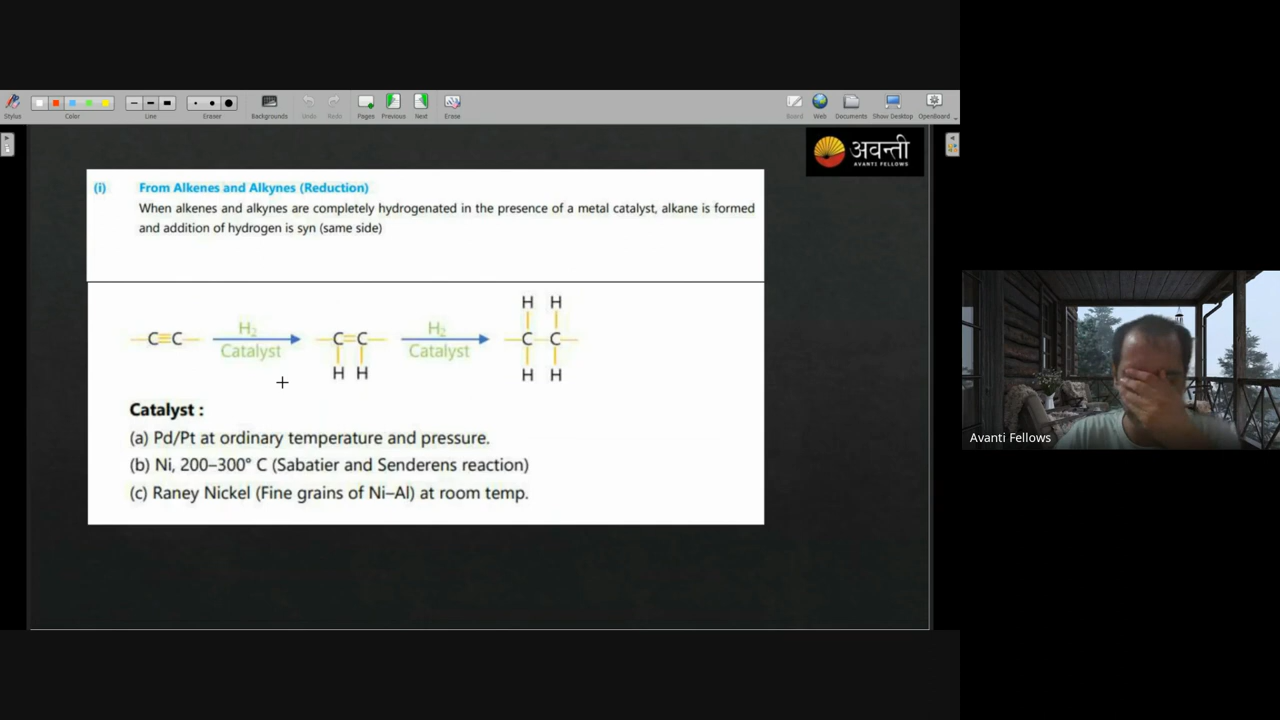 Stylus
Color
Line
Eraser
Backgrounds
Undo
Redo
Pages
Previous
Next
Erase
Board
Web
Documents
Show Desktop
OpenBoard
अवन्ती
AVANTI FELLOWS
(i) From Alkenes and Alkynes (Reduction)
When alkenes and alkynes are completely hydrogenated in the presence of a metal catalyst, alkane is formed
and addition of hydrogen is syn (same side)
H H
H₂ H₂
—C≡C— —C=C— —C—C—
Catalyst Catalyst
H H H H
Catalyst :
(a) Pd/Pt at ordinary temperature and pressure.
(b) Ni, 200–300° C (Sabatier and Senderens reaction)
(c) Raney Nickel (Fine grains of Ni–Al) at room temp.
Avanti Fellows